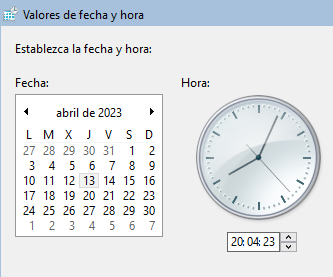 Valores de fecha y hora
Establezca la fecha y hora:
Fecha:
Hora:
abril de 2023
L M X J V S D
27 28 29 30 31 1 2
3 4 5 6 7 8 9
10 11 12 13 14 15 16
17 18 19 20 21 22 23
24 25 26 27 28 29 30
1 2 3 4 5 6 7
20:04:23